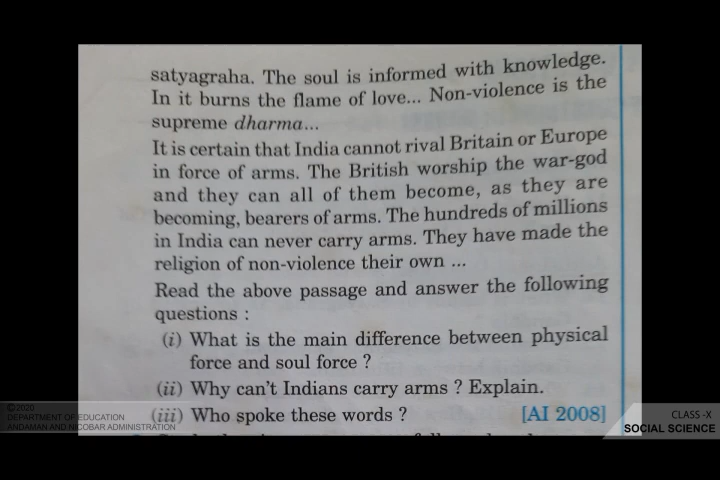 satyagraha. The soul is informed with knowledge.
In it burns the flame of love... Non-violence is the
supreme dharma...
It is certain that India cannot rival Britain or Europe
in force of arms. The British worship the war-god
and they can all of them become, as they are
becoming, bearers of arms. The hundreds of millions
in India can never carry arms. They have made the
religion of non-violence their own ...
Read the above passage and answer the following
questions :
(i) What is the main difference between physical
force and soul force ?
(ii) Why can't Indians carry arms ? Explain.
(iii) Who spoke these words ? [AI 2008]
©2020
DEPARTMENT OF EDUCATION
ANDAMAN AND NICOBAR ADMINISTRATION
CLASS -X
SOCIAL SCIENCE